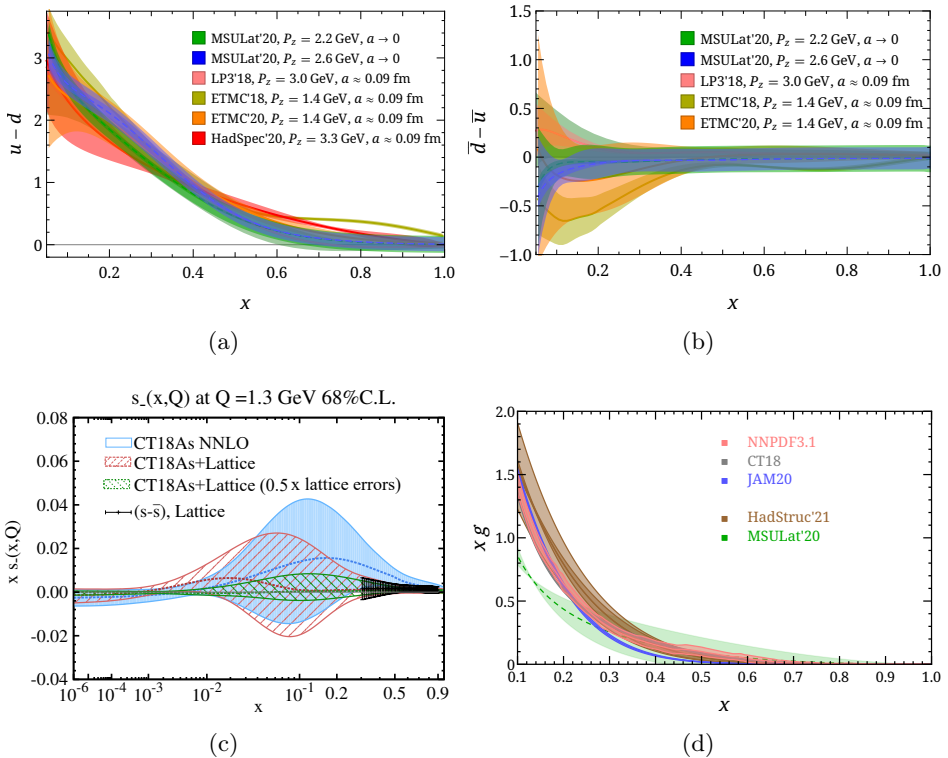 MSULat'20, P_z = 2.2 GeV, a → 0
MSULat'20, P_z = 2.6 GeV, a → 0
LP3'18, P_z = 3.0 GeV, a ≈ 0.09 fm
ETMC'18, P_z = 1.4 GeV, a ≈ 0.09 fm
ETMC'20, P_z = 1.4 GeV, a ≈ 0.09 fm
HadSpec'20, P_z = 3.3 GeV, a ≈ 0.09 fm
u − d
3
2
1
0
0.2 0.4 0.6 0.8 1.0
x
(a)
MSULat'20, P_z = 2.2 GeV, a → 0
MSULat'20, P_z = 2.6 GeV, a → 0
LP3'18, P_z = 3.0 GeV, a ≈ 0.09 fm
ETMC'18, P_z = 1.4 GeV, a ≈ 0.09 fm
ETMC'20, P_z = 1.4 GeV, a ≈ 0.09 fm
d̅ − u̅
1.5
1.0
0.5
0
−0.5
−1.0
0.2 0.4 0.6 0.8 1.0
x
(b)
s_(x,Q) at Q =1.3 GeV 68%C.L.
CT18As NNLO
CT18As+Lattice
CT18As+Lattice (0.5 x lattice errors)
(s-s̅), Lattice
x s_(x,Q)
0.08
0.06
0.04
0.02
0.00
-0.02
-0.04
10^-6 10^-4 10^-3 10^-2 10^-1 0.2 0.5 0.9
x
(c)
NNPDF3.1
CT18
JAM20
HadStruc'21
MSULat'20
x g
2.0
1.5
1.0
0.5
0
0.1 0.2 0.3 0.4 0.5 0.6 0.7 0.8 0.9 1.0
x
(d)